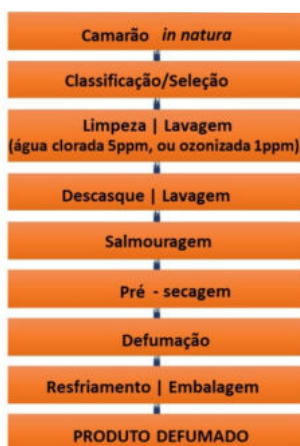 Camarão in natura
Classificação/Seleção
Limpeza | Lavagem
(água clorada 5ppm, ou ozonizada 1ppm)
Descasque | Lavagem
Salmouragem
Pré - secagem
Defumação
Resfriamento | Embalagem
PRODUTO DEFUMADO